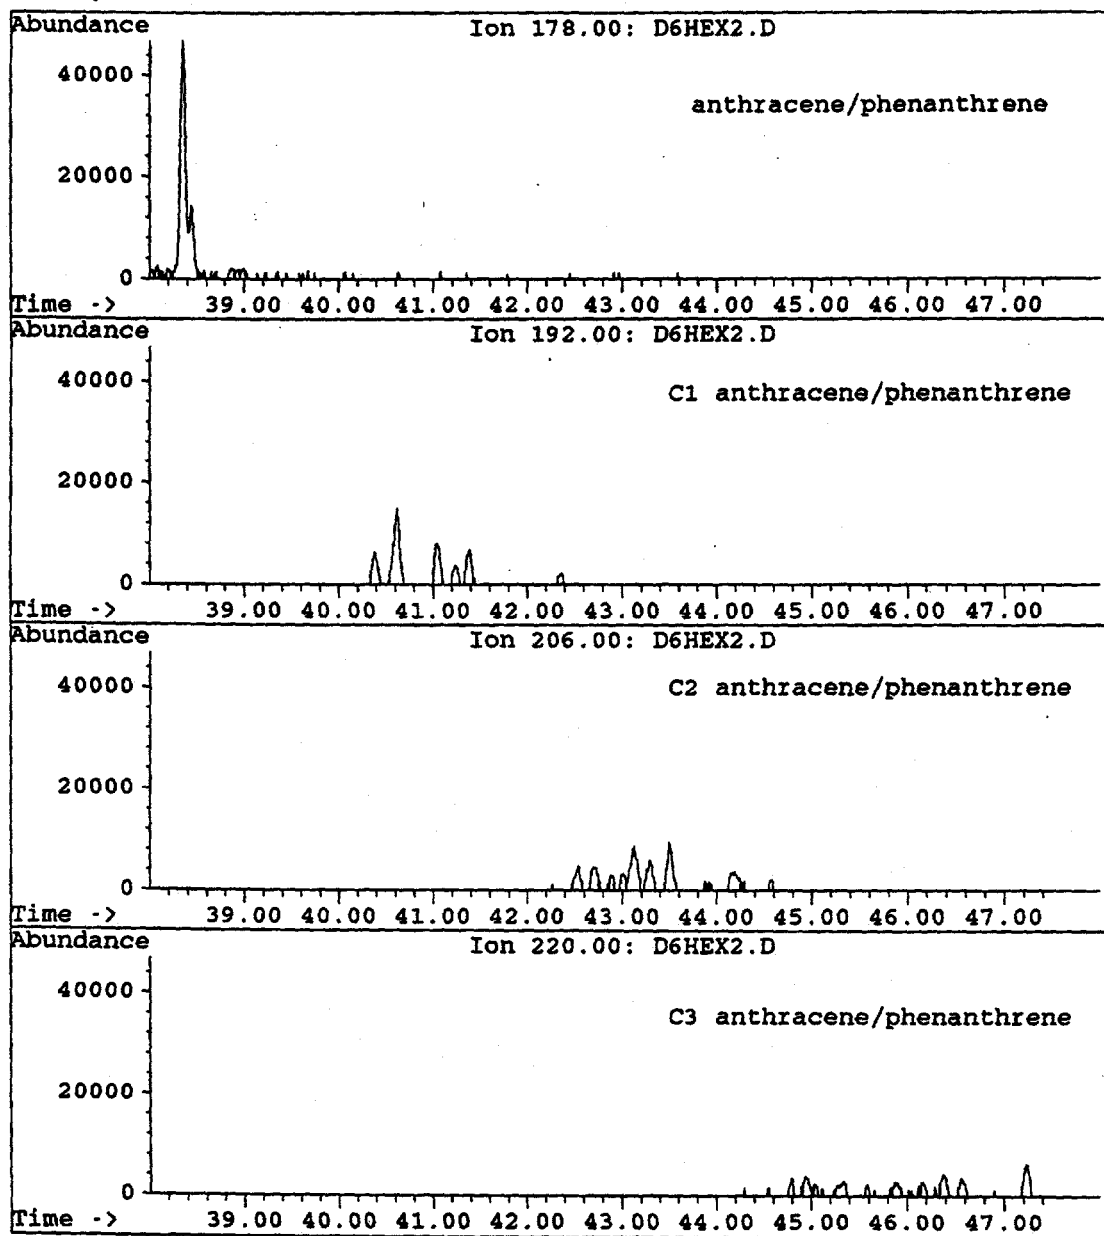 Abundance Ion 178.00: D6HEX2.D
40000
anthracene/phenanthrene
20000
0
Time -> 39.00 40.00 41.00 42.00 43.00 44.00 45.00 46.00 47.00
Abundance Ion 192.00: D6HEX2.D
40000
C1 anthracene/phenanthrene
20000
0
Time -> 39.00 40.00 41.00 42.00 43.00 44.00 45.00 46.00 47.00
Abundance Ion 206.00: D6HEX2.D
40000 C2 anthracene/phenanthrene
20000
0
Time -> 39.00 40.00 41.00 42.00 43.00 44.00 45.00 46.00 47.00
Abundance Ion 220.00: D6HEX2.D
40000
C3 anthracene/phenanthrene
20000
0
Time -> 39.00 40.00 41.00 42.00 43.00 44.00 45.00 46.00 47.00